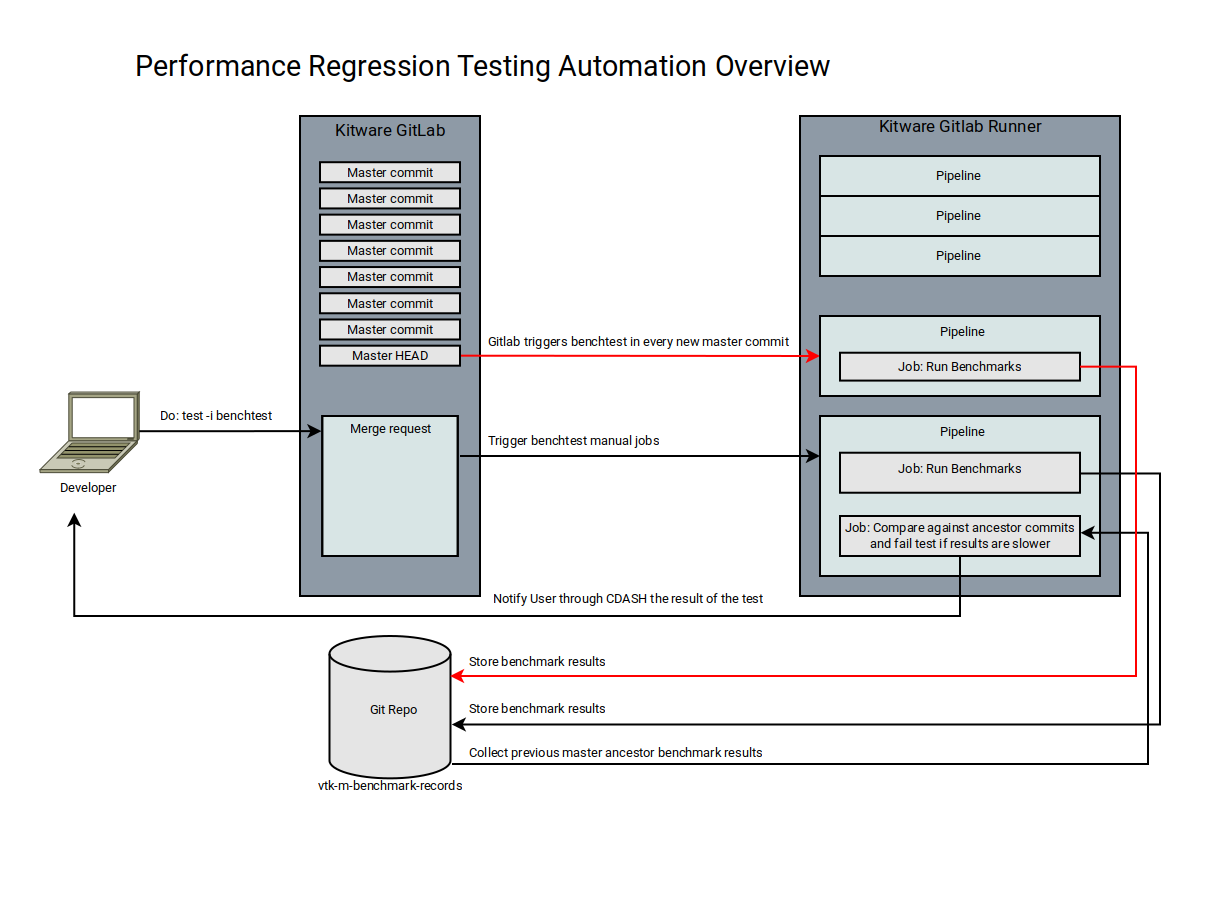 Performance Regression Testing Automation Overview
Kitware GitLab
Master commit
Master commit
Master commit
Master commit
Master commit
Master commit
Master commit
Master HEAD
Merge request
Kitware Gitlab Runner
Pipeline
Pipeline
Pipeline
Gitlab triggers benchtest in every new master commit
Pipeline
Job: Run Benchmarks
Do: test -i benchtest
Developer
Trigger benchtest manual jobs
Pipeline
Job: Run Benchmarks
Job: Compare against ancestor commits
and fail test if results are slower
Notify User through CDASH the result of the test
Store benchmark results
Store benchmark results
Collect previous master ancestor benchmark results
Git Repo
vtk-m-benchmark-records